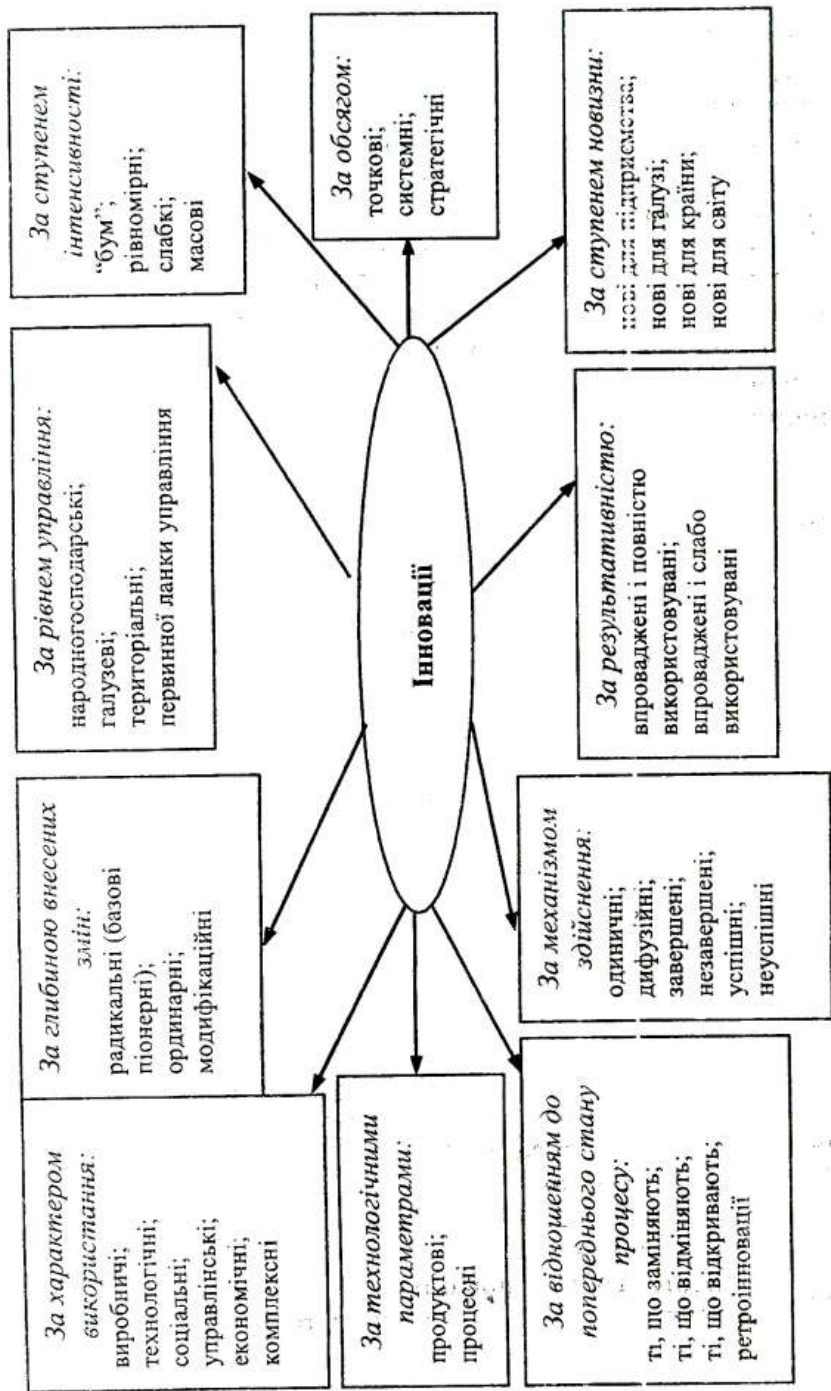 За характером
використання:
виробничі;
технологічні;
соціальні;
управлінські;
економічні;
комплексні
За глибиною внесених
змін:
радикальні (базові
піонерні);
ординарні;
модифікаційні
За рівнем управління:
народногосподарські;
галузеві;
територіальні;
первинної ланки управління
За ступенем
інтенсивності:
“бум”;
рівномірні;
слабкі;
масові
За технологічними
параметрами:
продуктові;
процесні
Інновації
За обсягом:
точкові;
системні;
стратегічні
За відношенням до
попереднього стану
процесу:
ті, що заміняють;
ті, що відміняють;
ті, що відкривають;
ретроінновації
За механізмом
здійснення:
одиничні;
дифузійні;
завершені;
незавершені;
успішні;
неуспішні
За результативністю:
впроваджені і повністю
використовувані;
впроваджені і слабо
використовувані
За ступенем новизни:
нові для підприємства;
нові для галузі;
нові для країни;
нові для світу